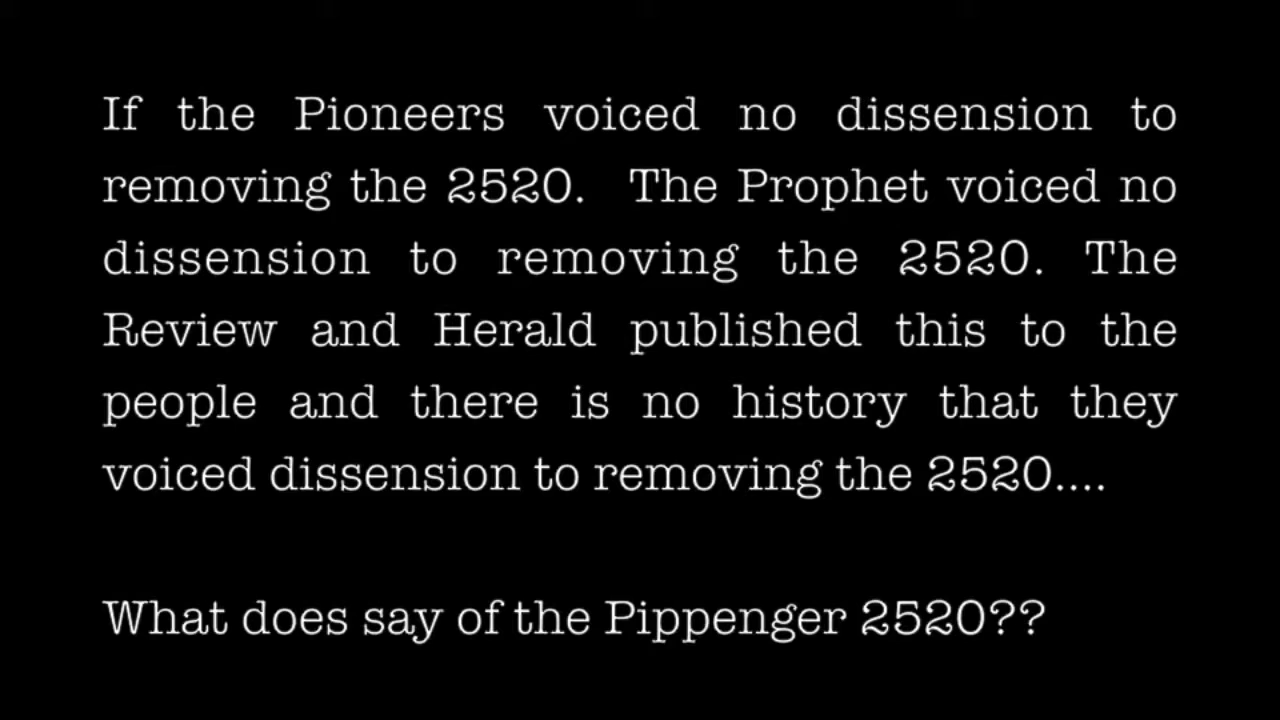 If the Pioneers voiced no dissension to
removing the 2520. The Prophet voiced no
dissension to removing the 2520. The
Review and Herald published this to the
people and there is no history that they
voiced dissension to removing the 2520....
What does say of the Pippenger 2520??